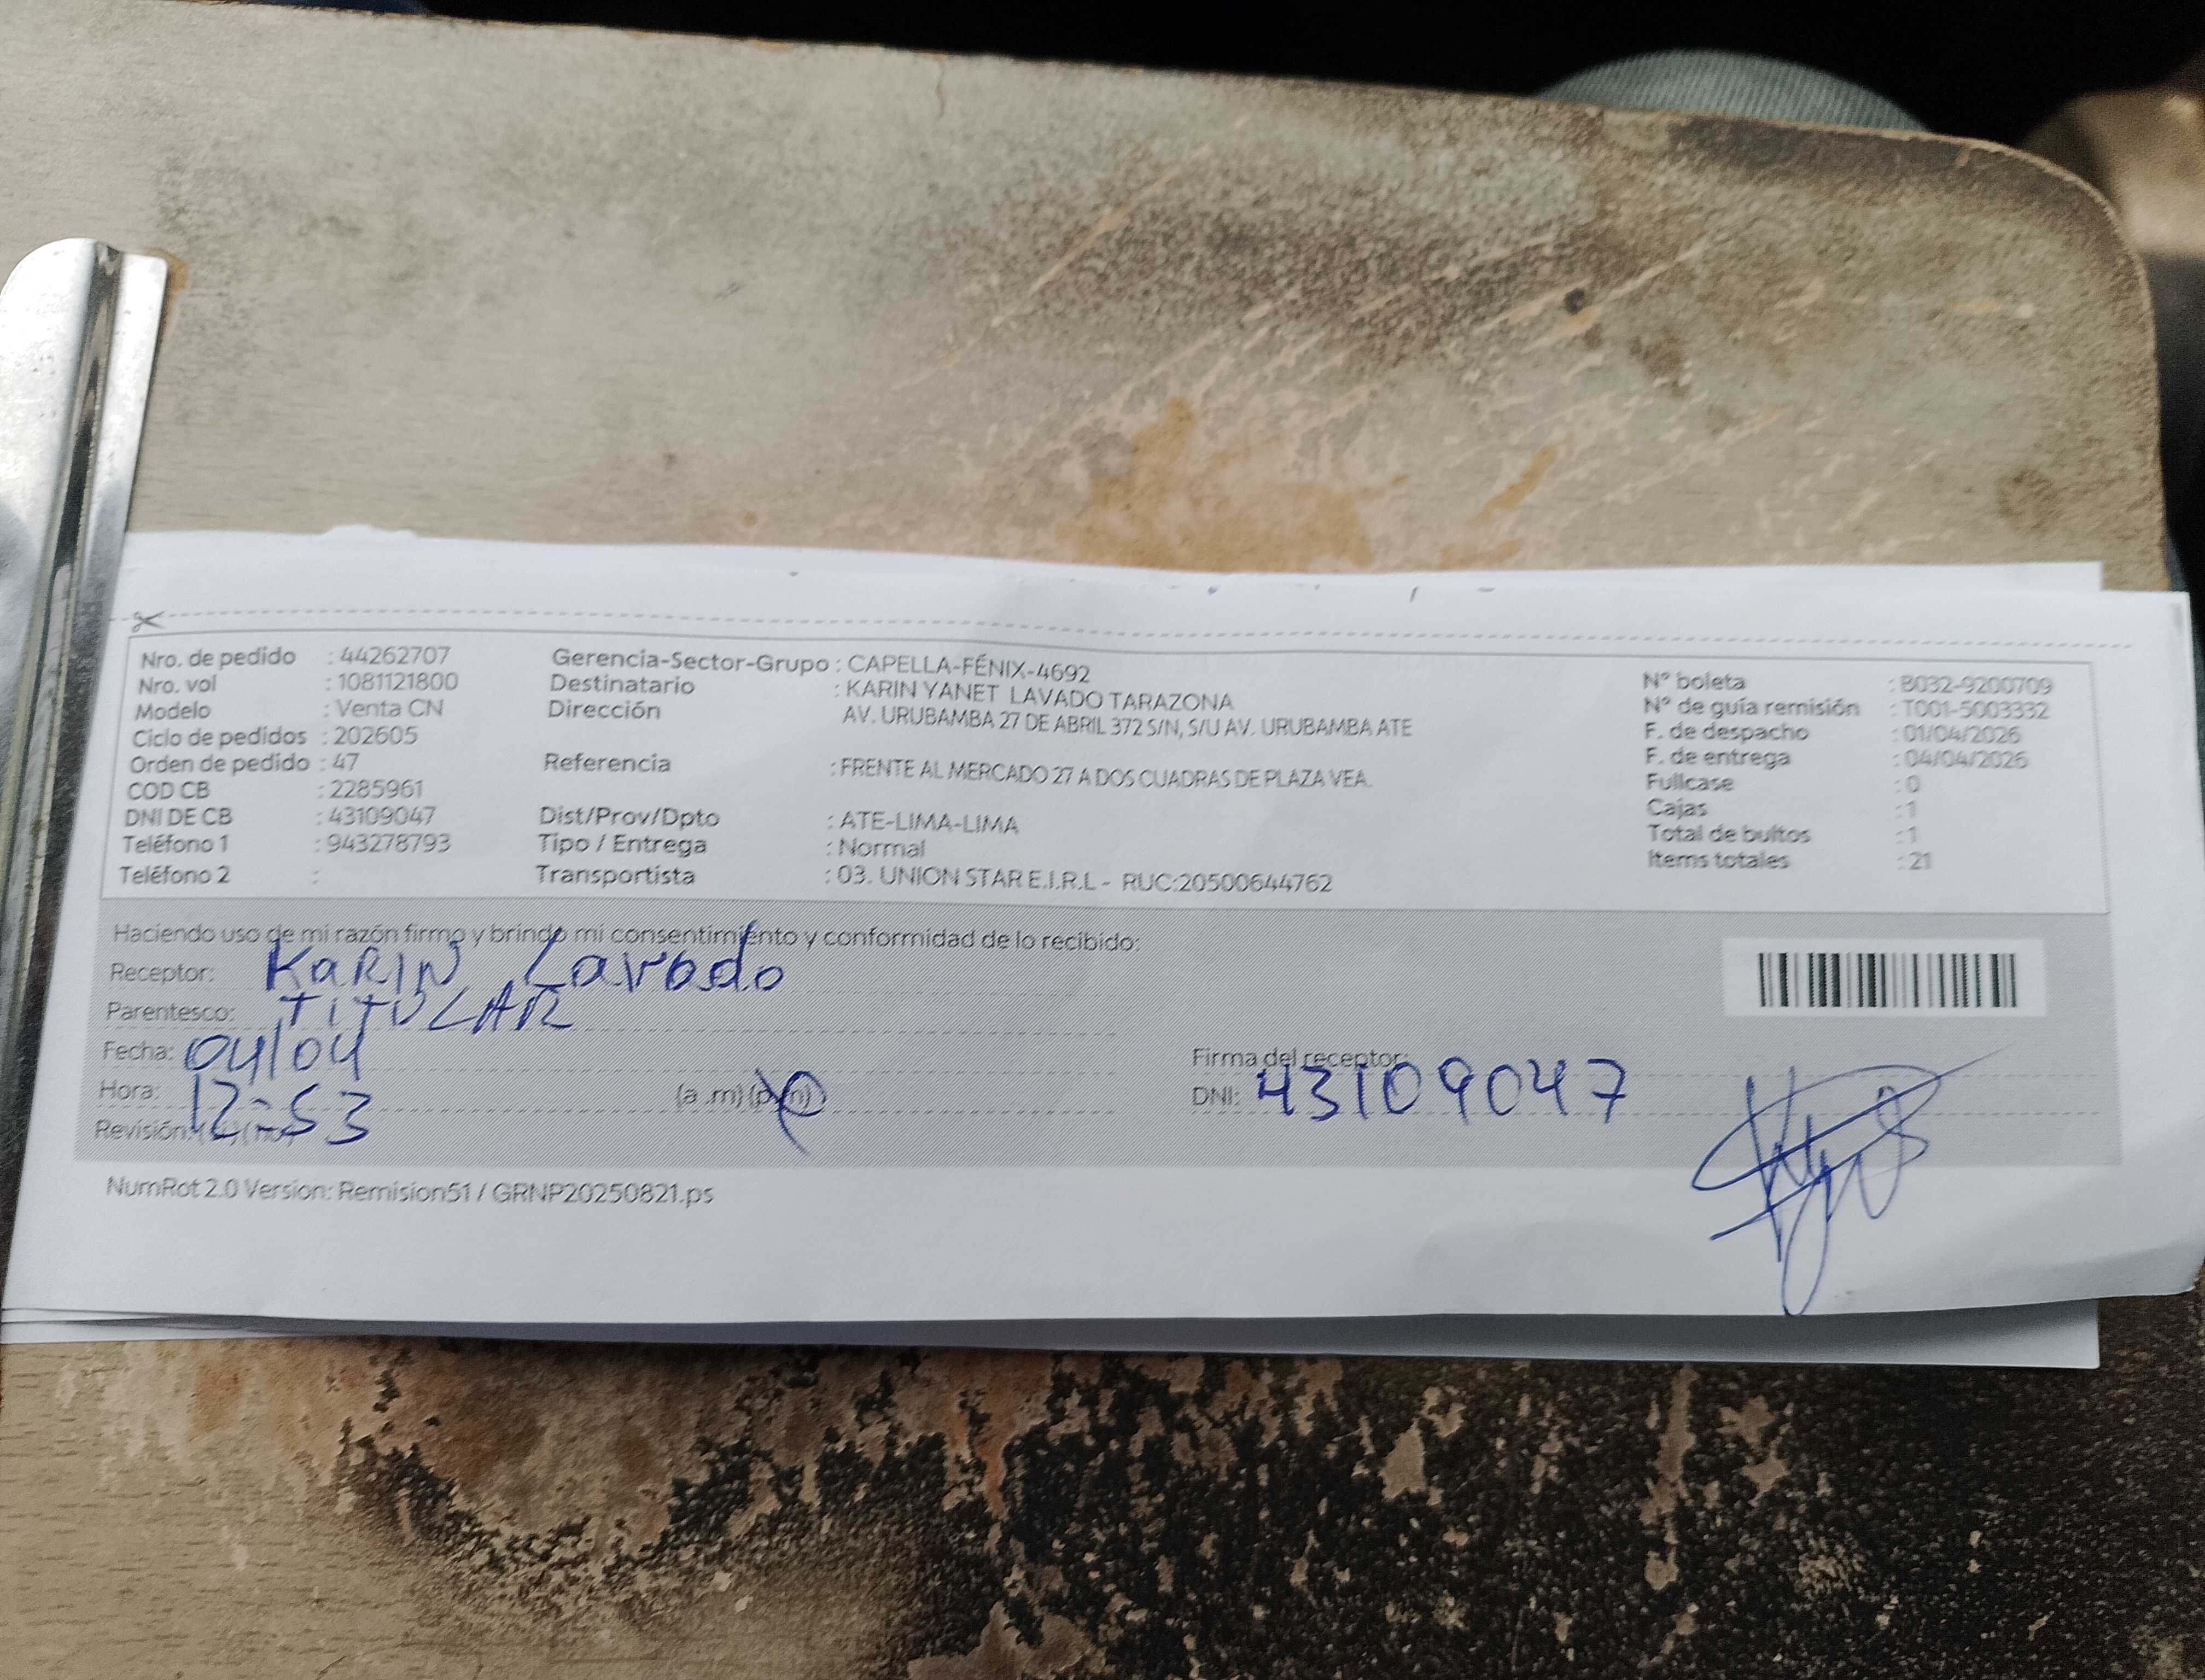 Nro. de pedido : 44262707
Nro. vol : 1081121800
Modelo : Venta CN
Ciclo de pedidos : 202605
Orden de pedido : 47
COD CB : 2285961
DNI DE CB : 43109047
Teléfono 1 : 943278793
Teléfono 2 :
Gerencia-Sector-Grupo : CAPELLA-FÉNIX-4692
Destinatario : KARIN YANET LAVADO TARAZONA
Dirección AV. URUBAMBA 27 DE ABRIL 372 S/N, S/U AV. URUBAMBA ATE
Referencia : FRENTE AL MERCADO 27 A DOS CUADRAS DE PLAZA VEA.
Dist/Prov/Dpto : ATE-LIMA-LIMA
Tipo / Entrega : Normal
Transportista : 03. UNION STAR E.I.R.L - RUC:20500644762
N° boleta : B032-9200709
N° de guía remisión : T001-5003332
F. de despacho : 01/04/2026
F. de entrega : 04/04/2026
Fullcase : 0
Cajas : 1
Total de bultos : 1
Items totales : 21
Haciendo uso de mi razón firmo y brindo mi consentimiento y conformidad de lo recibido:
Receptor: KARIN Lavado
Parentesco: TITULAR
Fecha: 04/04
Hora: 12:53 (a .m) (p .m)
Revisión: (si) (no)
Firma del receptor:
DNI: 43109047
NumRot 2.0 Version: Remision51 / GRNP20250821.ps